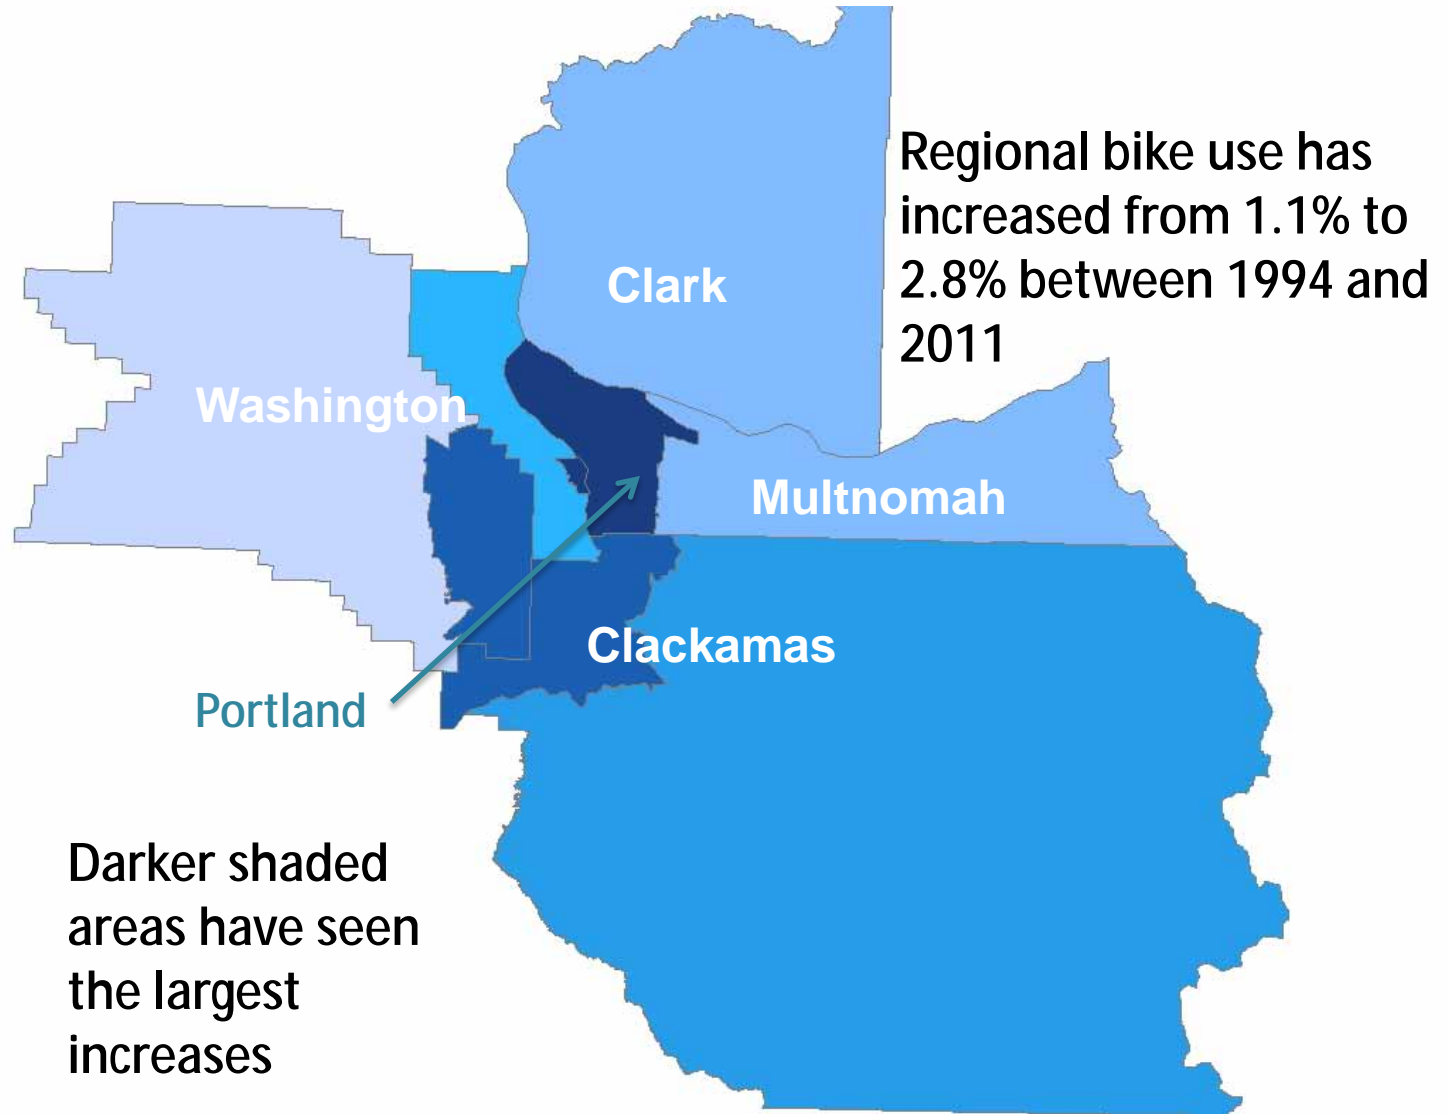 Regional bike use has
increased from 1.1% to
2.8% between 1994 and
2011
Clark
Washington
Multnomah
Clackamas
Portland
Darker shaded
areas have seen
the largest
increases